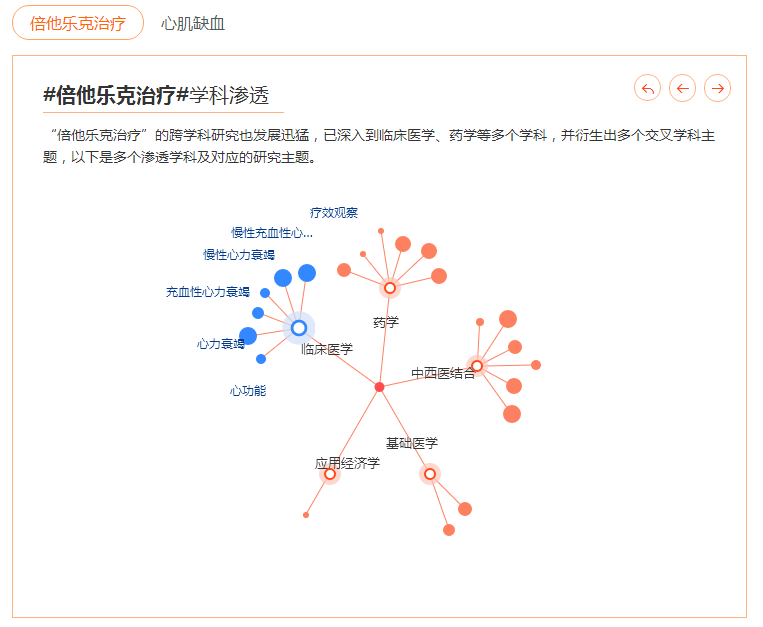 倍他乐克治疗 心肌缺血
#倍他乐克治疗#学科渗透
“倍他乐克治疗”的跨学科研究也发展迅猛，已深入到临床医学、药学等多个学科，并衍生出多个交叉学科主
题，以下是多个渗透学科及对应的研究主题。
疗效观察
慢性充血性心...
慢性心力衰竭
充血性心力衰竭
药学
心力衰竭
临床医学
中西医结合
心功能
基础医学
应用经济学